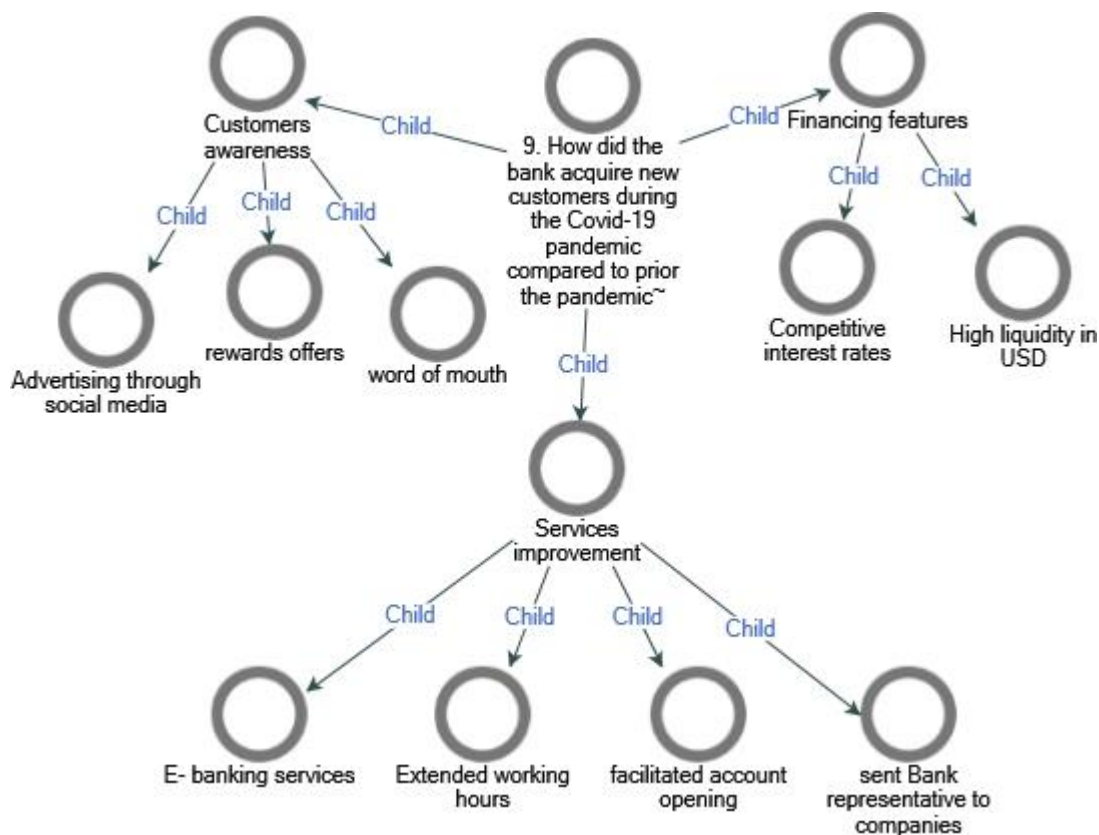 Customers
awareness
Child
9. How did the
bank acquire new
customers during
the Covid-19
pandemic
compared to prior
the pandemic~
Child
Financing features
Child
Child
Child
Child
Child
Advertising through
social media
rewards offers
word of mouth
Competitive
interest rates
High liquidity in
USD
Child
Services
improvement
Child
Child
Child
Child
E- banking services
Extended working
hours
facilitated account
opening
sent Bank
representative to
companies